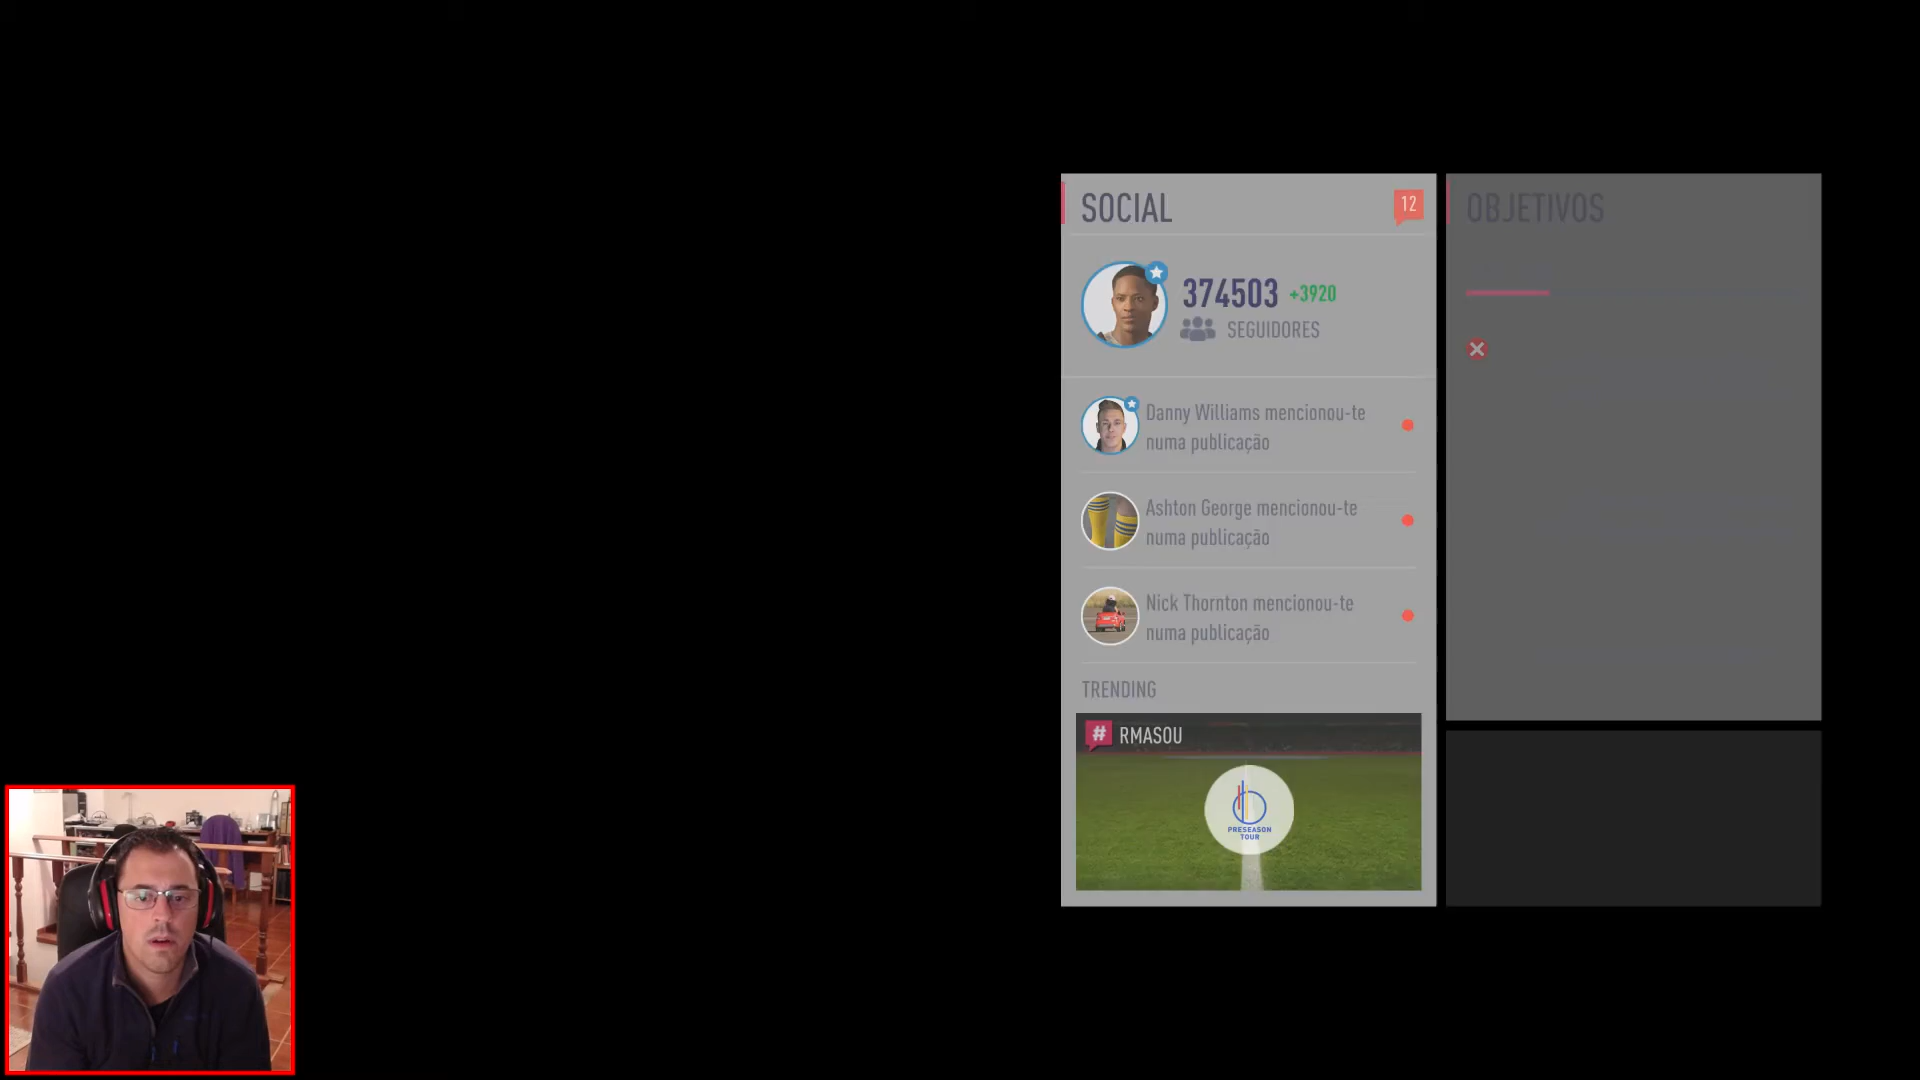 SOCIAL
12
374503 +3920
SEGUIDORES
Danny Williams mencionou-te
numa publicação
Ashton George mencionou-te
numa publicação
Nick Thornton mencionou-te
numa publicação
TRENDING
# RMASOU
PRESEASON
TOUR
OBJETIVOS